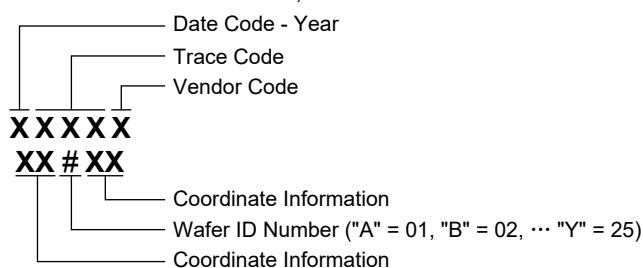 Date Code - Year
Trace Code
Vendor Code
X X X X X
XX # XX
Coordinate Information
Wafer ID Number ("A" = 01, "B" = 02, ··· "Y" = 25)
Coordinate Information